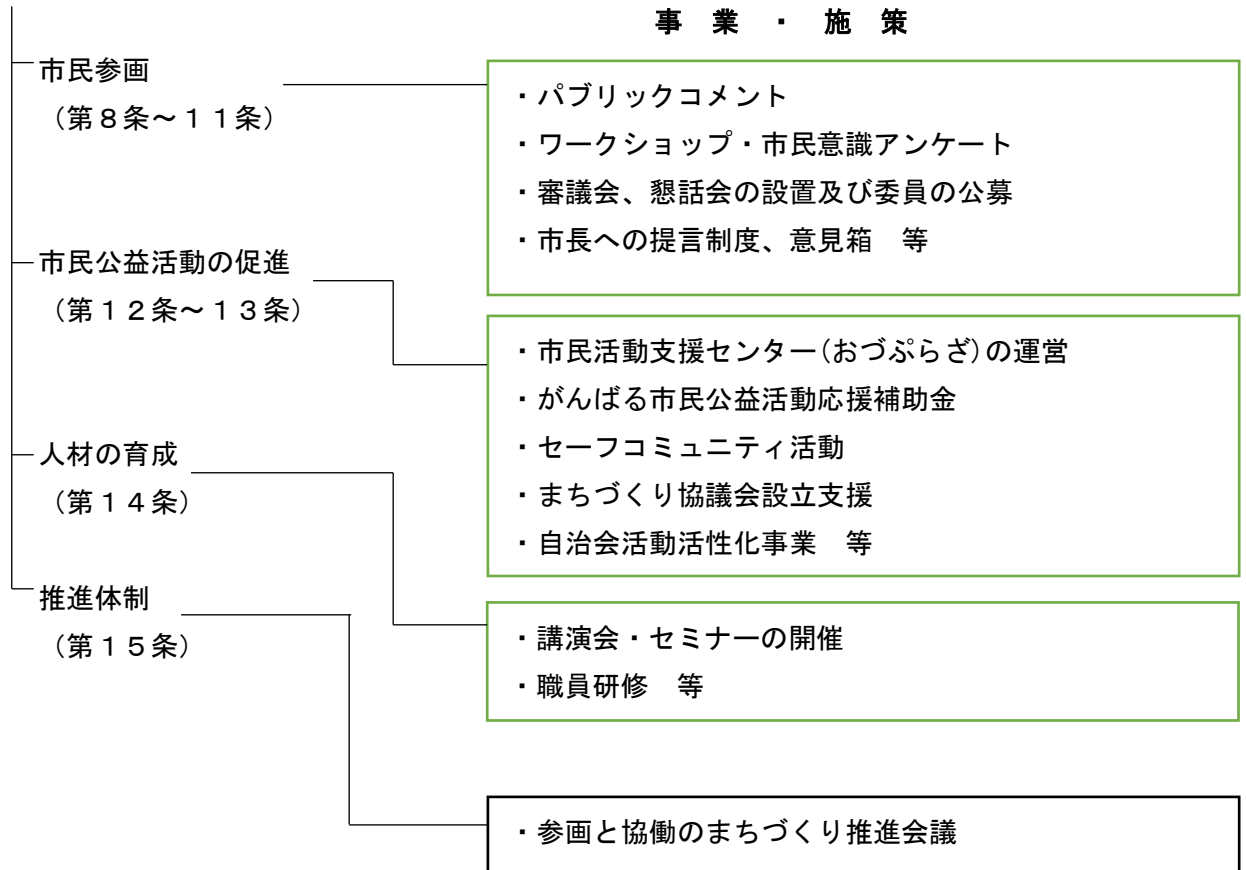 事 業 ・ 施 策
市民参画
（第８条～１１条）
・パブリックコメント
・ワークショップ・市民意識アンケート
・審議会、懇話会の設置及び委員の公募
・市長への提言制度、意見箱　等
市民公益活動の促進
（第１２条～１３条）
・市民活動支援センター(おづぷらざ)の運営
・がんばる市民公益活動応援補助金
・セーフコミュニティ活動
・まちづくり協議会設立支援
・自治会活動活性化事業　等
人材の育成
（第１４条）
・講演会・セミナーの開催
・職員研修　等
推進体制
（第１５条）
・参画と協働のまちづくり推進会議